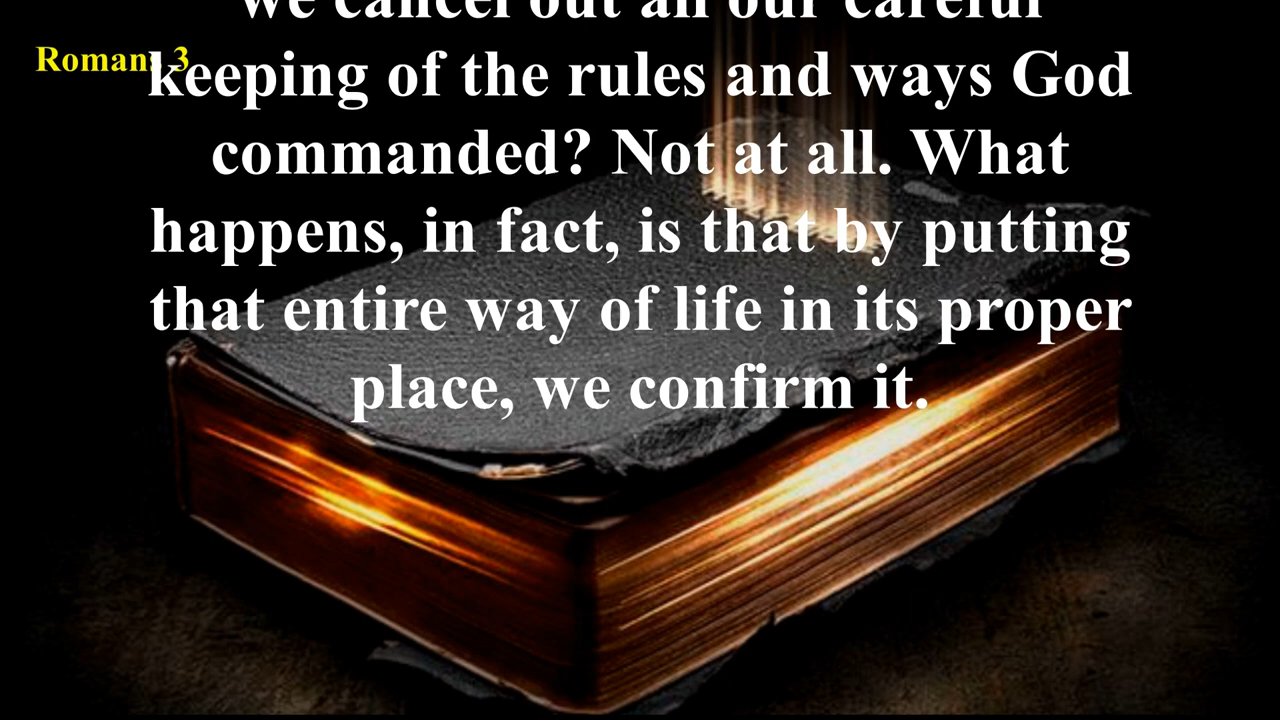 we cancel out all our careful
Romans 3
keeping of the rules and ways God
commanded? Not at all. What
happens, in fact, is that by putting
that entire way of life in its proper
place, we confirm it.